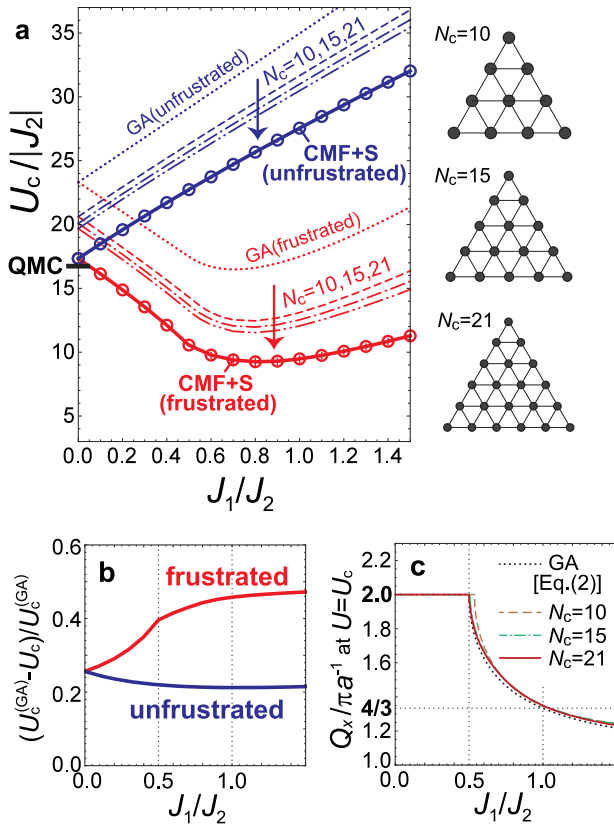 a
U_c/|J_2|
35
30
25
20
15
10
5
QMC
GA(unfrustrated)
N_c=10,15,21
CMF+S
(unfrustrated)
GA(frustrated)
N_c=10,15,21
CMF+S
(frustrated)
0.0 0.2 0.4 0.6 0.8 1.0 1.2 1.4
J_1/J_2
N_c=10
N_c=15
N_c=21
b
(U_c^(GA)-U_c)/U_c^(GA)
0.6
0.4
0.2
0.0
frustrated
unfrustrated
0.0 0.5 1.0
J_1/J_2
c
Q_x/πa^-1 at U=U_c
2.2
2.0
1.8
1.6
4/3
1.2
1.0
GA
[Eq.(2)]
N_c=10
N_c=15
N_c=21
0.0 0.5 1.0
J_1/J_2